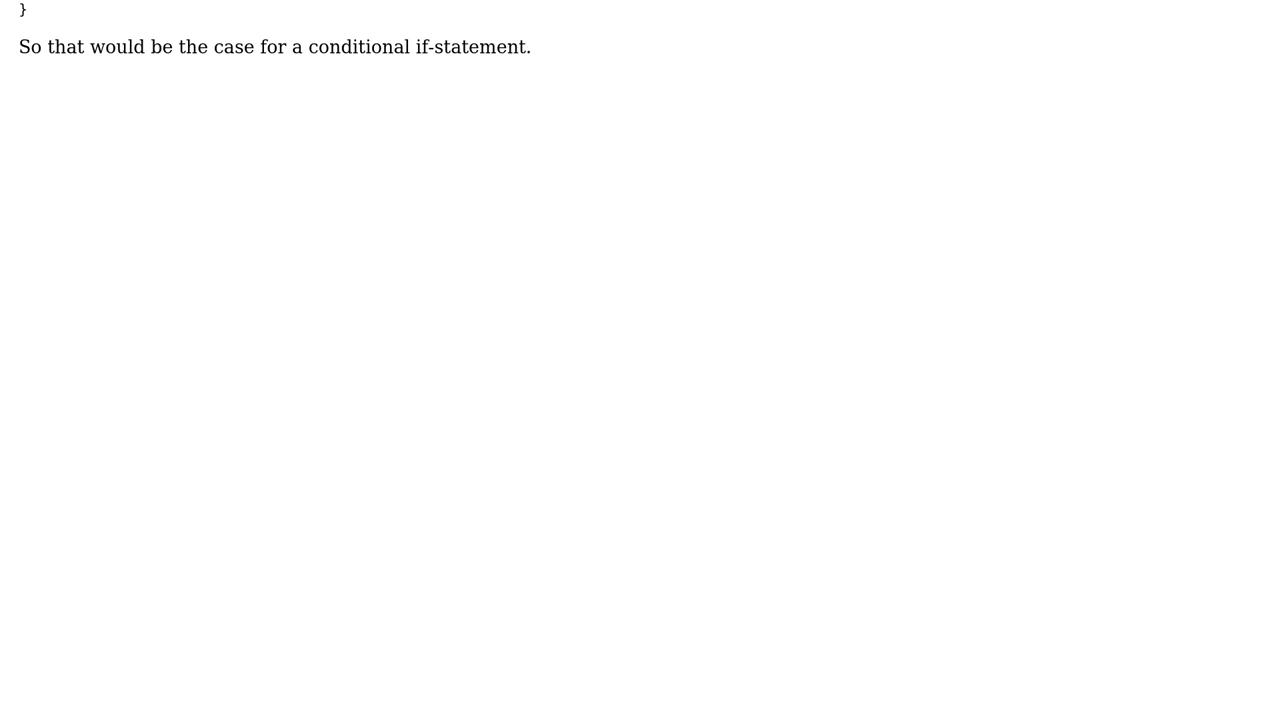 }
So that would be the case for a conditional if-statement.